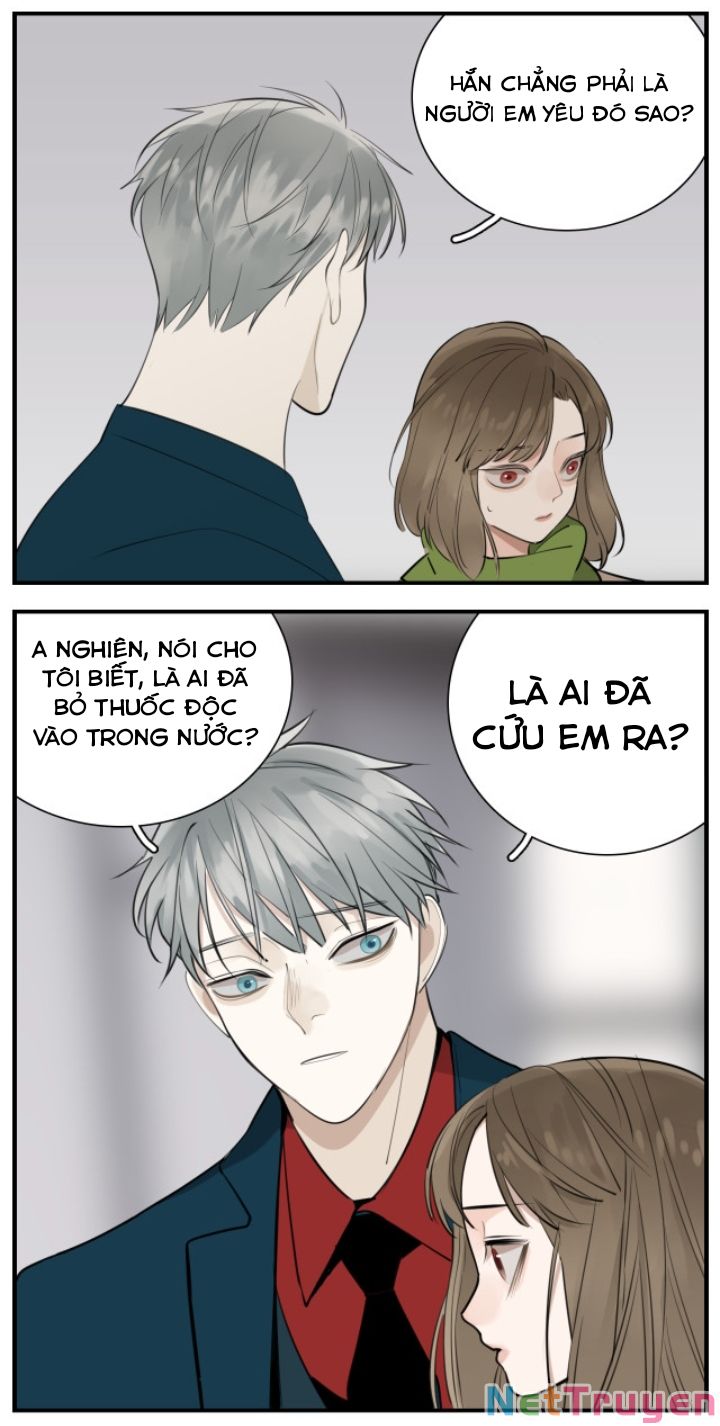 HẮN CHẲNG PHẢI LÀ
NGƯỜI EM YÊU ĐÓ SAO?
A NGHIÊN, NÓI CHO
TÔI BIẾT, LÀ AI ĐÃ
BỎ THUỐC ĐỘC
VÀO TRONG NƯỚC?
LÀ AI ĐÃ
CỨU EM RA?
NetTruyen